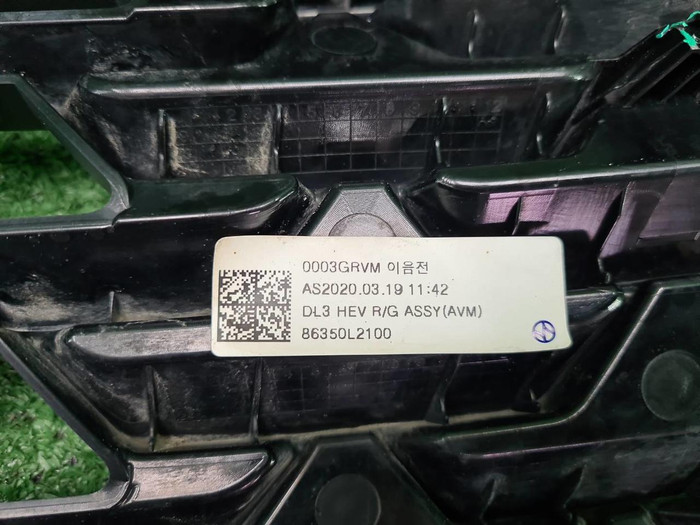 0003GRVM 이음전
AS2020.03.19 11:42
DL3 HEV R/G ASSY(AVM)
86350L2100